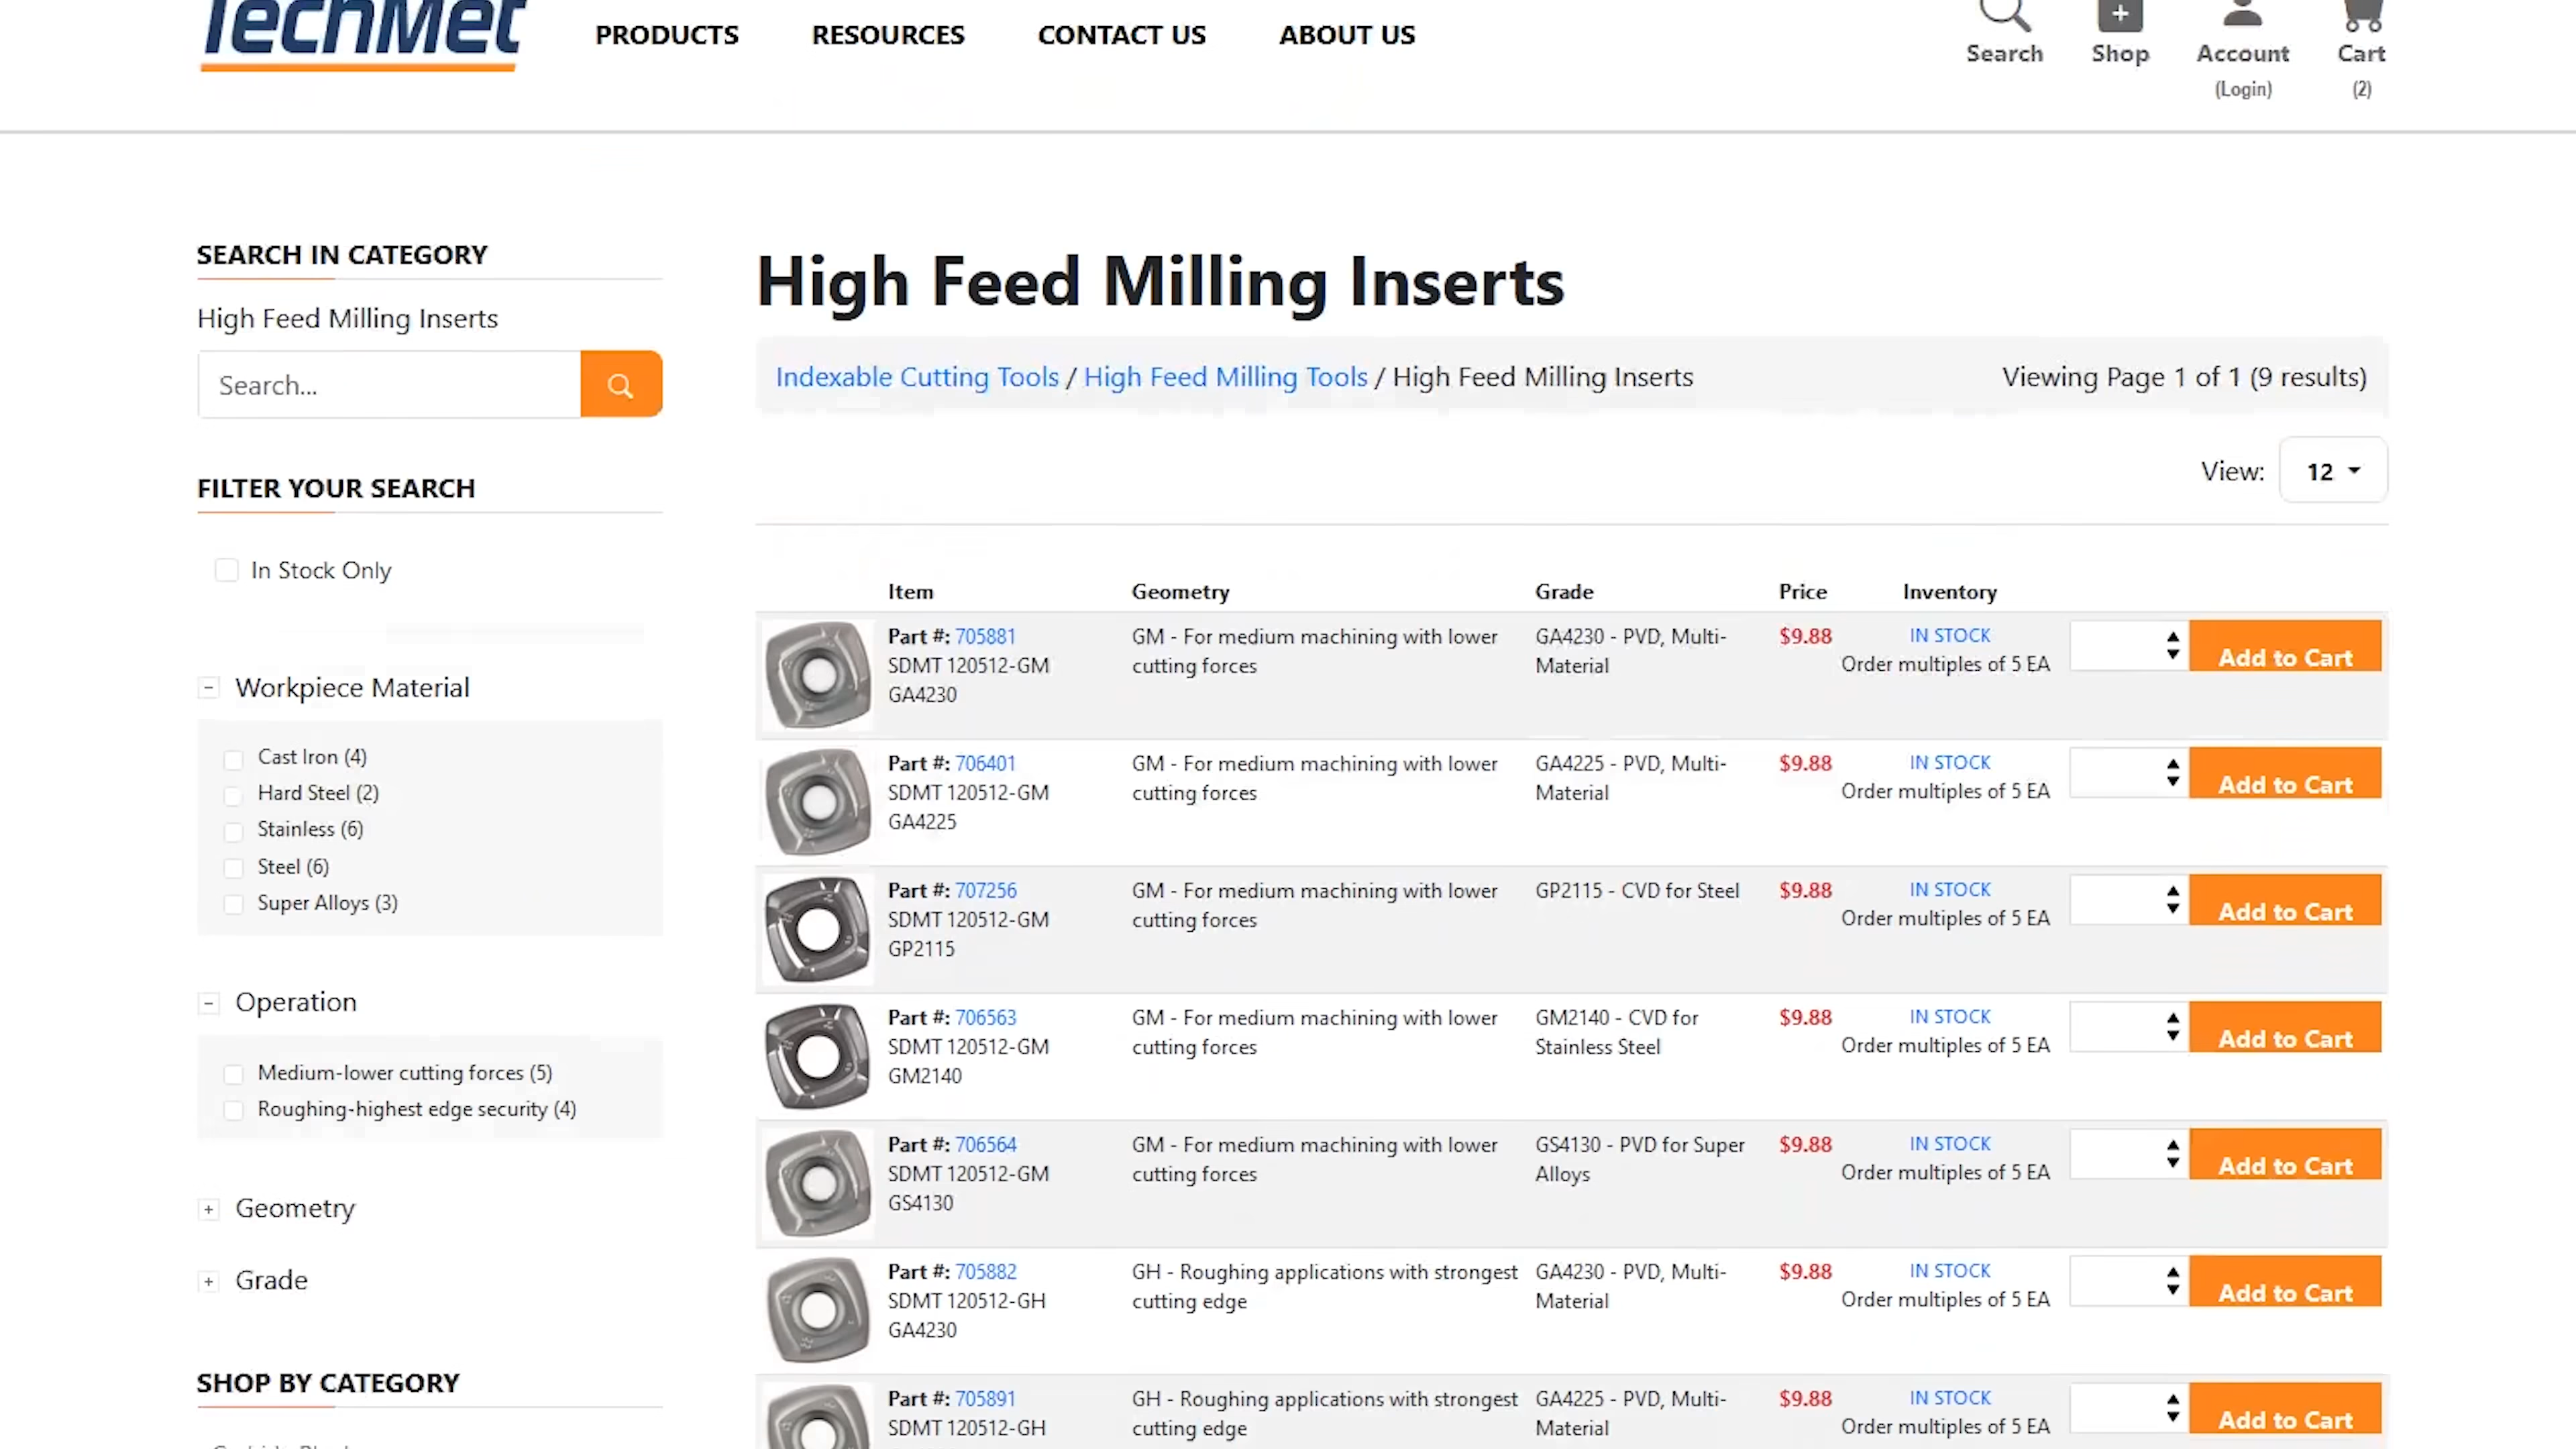 TechMet
PRODUCTS
RESOURCES
CONTACT US
ABOUT US
Search
Shop
Account
(Login)
Cart
(2)
SEARCH IN CATEGORY
High Feed Milling Inserts
Search...
FILTER YOUR SEARCH
In Stock Only
Workpiece Material
Cast Iron (4)
Hard Steel (2)
Stainless (6)
Steel (6)
Super Alloys (3)
Operation
Medium-lower cutting forces (5)
Roughing-highest edge security (4)
Geometry
Grade
SHOP BY CATEGORY
High Feed Milling Inserts
Indexable Cutting Tools / High Feed Milling Tools / High Feed Milling Inserts
Viewing Page 1 of 1 (9 results)
View: 12
Item Geometry Grade Price Inventory
Part #: 705881 GM - For medium machining with lower GA4230 - PVD, Multi- $9.88 IN STOCK
SDMT 120512-GM cutting forces Material Order multiples of 5 EA Add to Cart
GA4230
Part #: 706401 GM - For medium machining with lower GA4225 - PVD, Multi- $9.88 IN STOCK
SDMT 120512-GM cutting forces Material Order multiples of 5 EA Add to Cart
GA4225
Part #: 707256 GM - For medium machining with lower GP2115 - CVD for Steel $9.88 IN STOCK
SDMT 120512-GM cutting forces Order multiples of 5 EA Add to Cart
GP2115
Part #: 706563 GM - For medium machining with lower GM2140 - CVD for $9.88 IN STOCK
SDMT 120512-GM cutting forces Stainless Steel Order multiples of 5 EA Add to Cart
GM2140
Part #: 706564 GM - For medium machining with lower GS4130 - PVD for Super $9.88 IN STOCK
SDMT 120512-GM cutting forces Alloys Order multiples of 5 EA Add to Cart
GS4130
Part #: 705882 GH - Roughing applications with strongest GA4230 - PVD, Multi- $9.88 IN STOCK
SDMT 120512-GH cutting edge Material Order multiples of 5 EA Add to Cart
GA4230
Part #: 705891 GH - Roughing applications with strongest GA4225 - PVD, Multi- $9.88 IN STOCK
SDMT 120512-GH cutting edge Material Order multiples of 5 EA Add to Cart